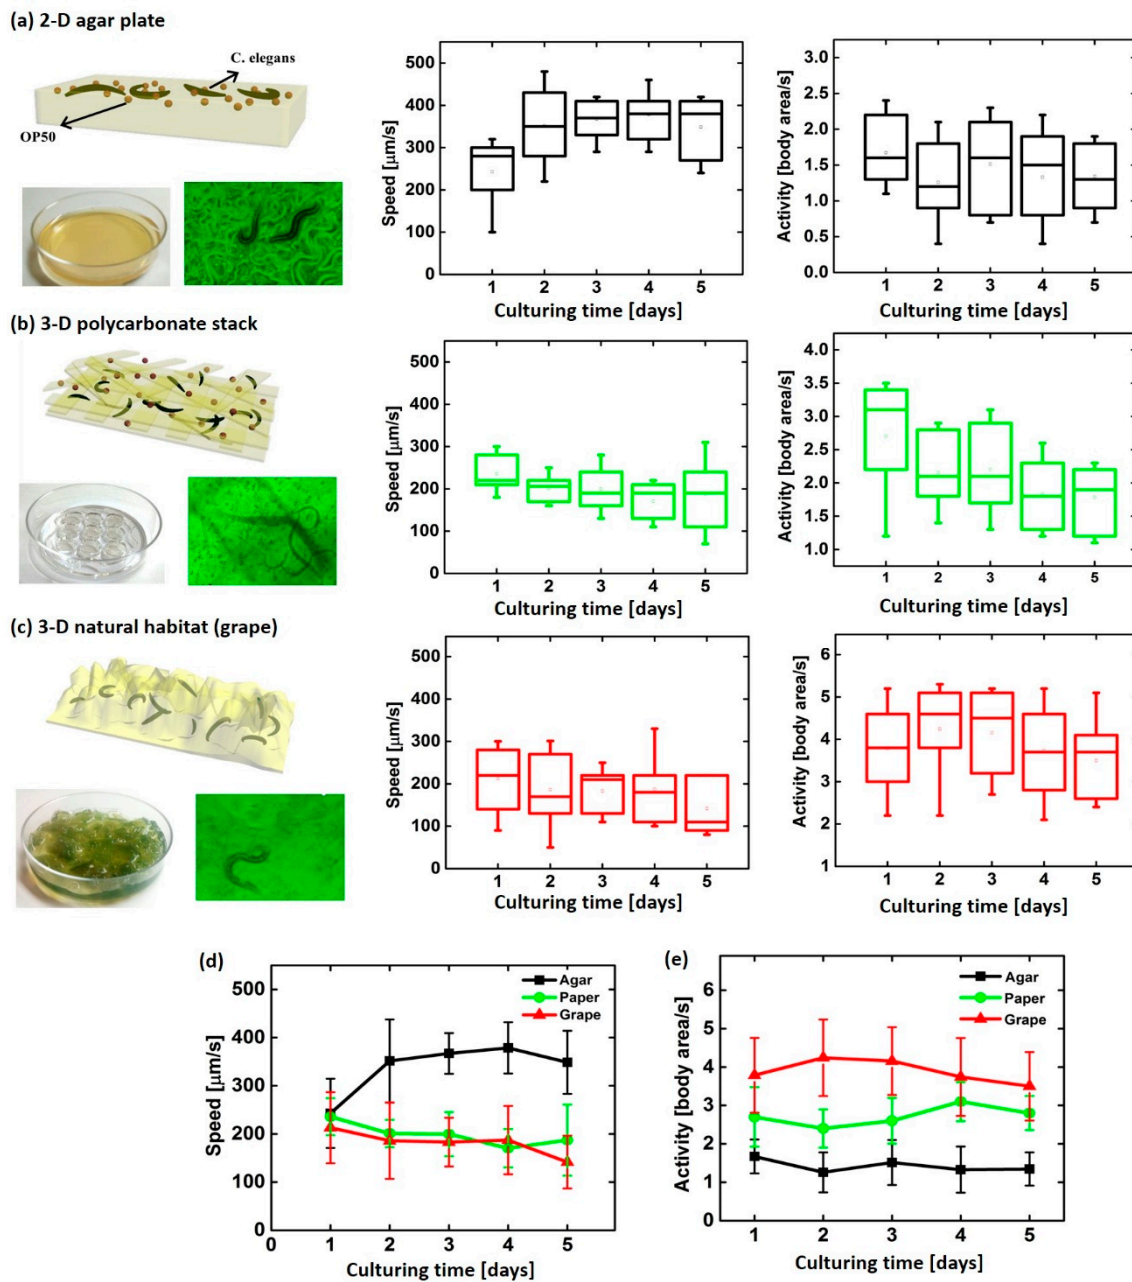 (a) 2-D agar plate
C. elegans
OP50
500
400
300
200
100
0
Speed [μm/s]
1 2 3 4 5
Culturing time [days]
3.0
2.5
2.0
1.5
1.0
0.5
0.0
Activity [body area/s]
1 2 3 4 5
Culturing time [days]
(b) 3-D polycarbonate stack
500
400
300
200
100
0
Speed [μm/s]
1 2 3 4 5
Culturing time [days]
4.0
3.5
3.0
2.5
2.0
1.5
1.0
Activity [body area/s]
1 2 3 4 5
Culturing time [days]
(c) 3-D natural habitat (grape)
500
400
300
200
100
0
Speed [μm/s]
1 2 3 4 5
Culturing time [days]
6
5
4
3
2
1
Activity [body area/s]
1 2 3 4 5
Culturing time [days]
(d)
500
400
300
200
100
0
Speed [μm/s]
Agar
Paper
Grape
0 1 2 3 4 5
Culturing time [days]
(e)
6
5
4
3
2
1
0
Activity [body area/s]
Agar
Paper
Grape
1 2 3 4 5
Culturing time [days]